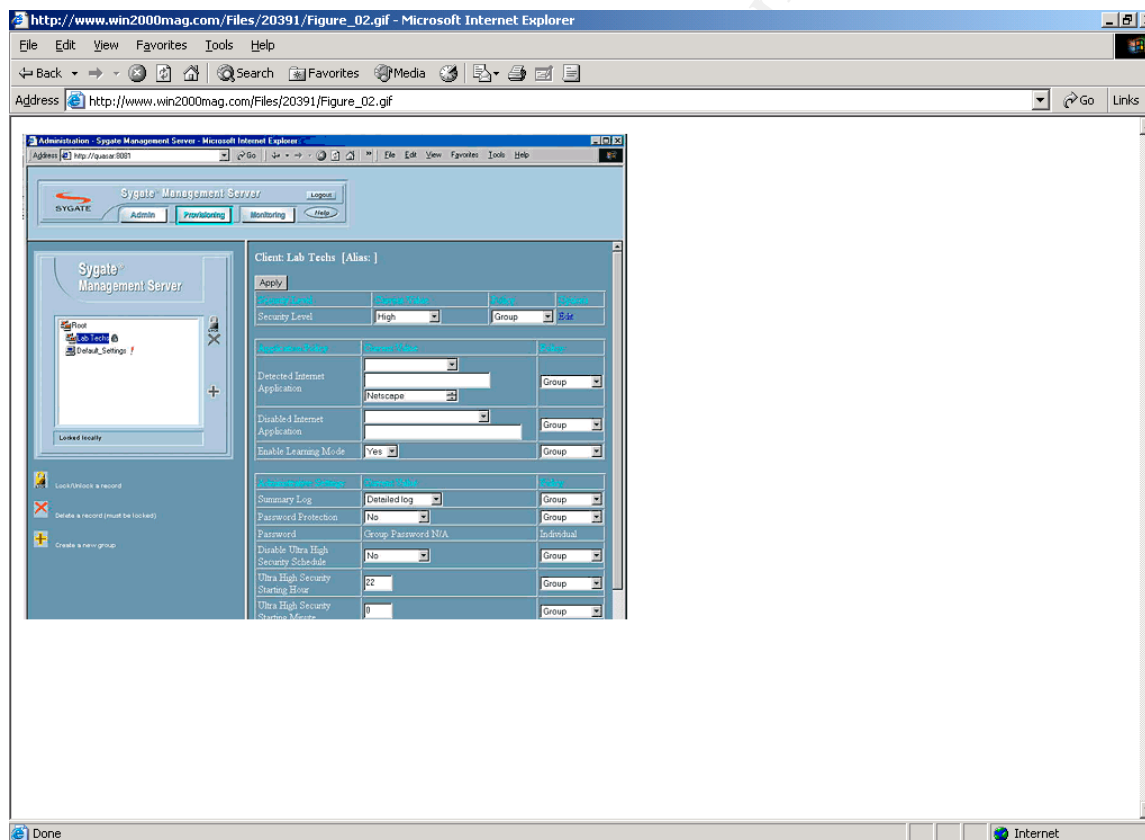 http://www.win2000mag.com/Files/20391/Figure_02.gif - Microsoft Internet Explorer
File Edit View Favorites Tools Help
Back Search Favorites Media
Address http://www.win2000mag.com/Files/20391/Figure_02.gif Go Links
Administration - Sygate Management Server - Microsoft Internet Explorer
Address http://quasar:8081 Go File Edit View Favorites Tools Help
Sygate Management Server Logout
SYGATE Admin Provisioning Monitoring Help
Sygate
Management Server
Root
Lab Techs
Default_Settings !
Locked locally
Lock/Unlock a record
Delete a record (must be locked)
Create a new group
Client: Lab Techs [Alias: ]
Apply
Security Level
Security Level High Group Edit
Detected Internet Application
Netscape Group
Disabled Internet Application Group
Enable Learning Mode Yes Group
Summary Log Detailed log Group
Password Protection No Group
Password Group Password N/A Individual
Disable Ultra High Security Schedule No Group
Ultra High Security Starting Hour 22 Group
Ultra High Security Starting Minute 0 Group
Done Internet